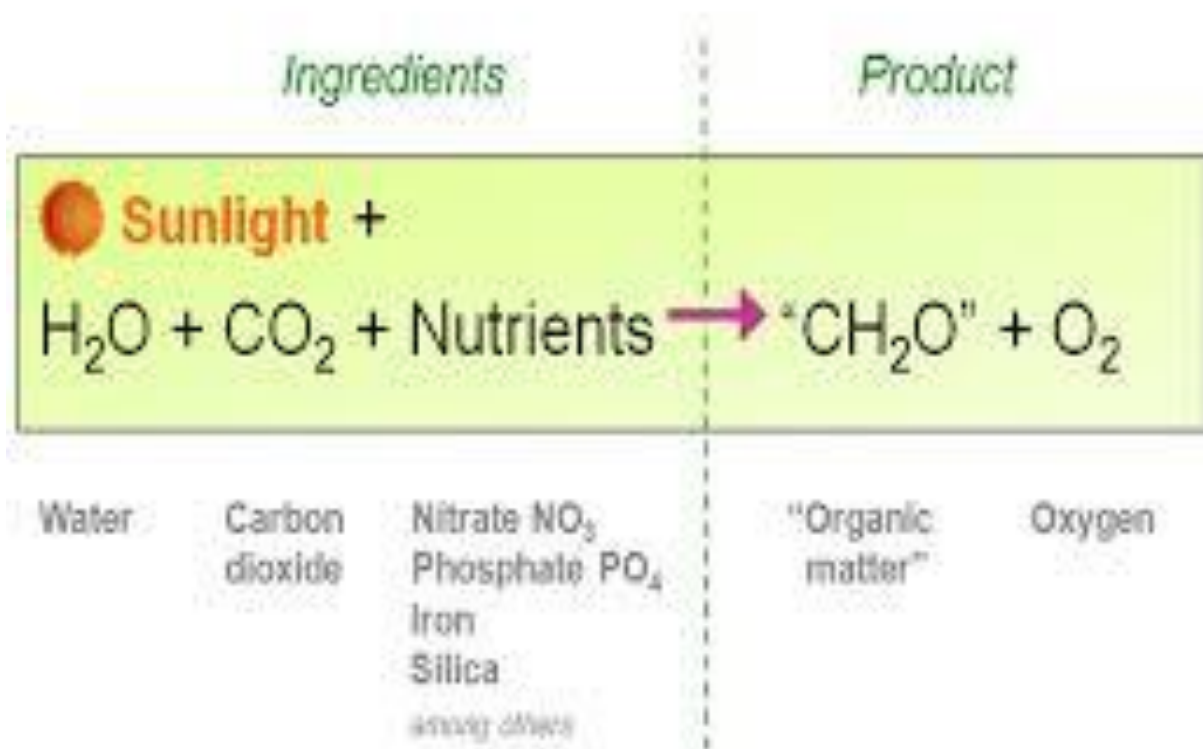 Ingredients Product
Sunlight +
H₂O + CO₂ + Nutrients → “CH₂O” + O₂
Water Carbon Nitrate NO₃ “Organic Oxygen
dioxide Phosphate PO₄ matter”
Iron
Silica
among others